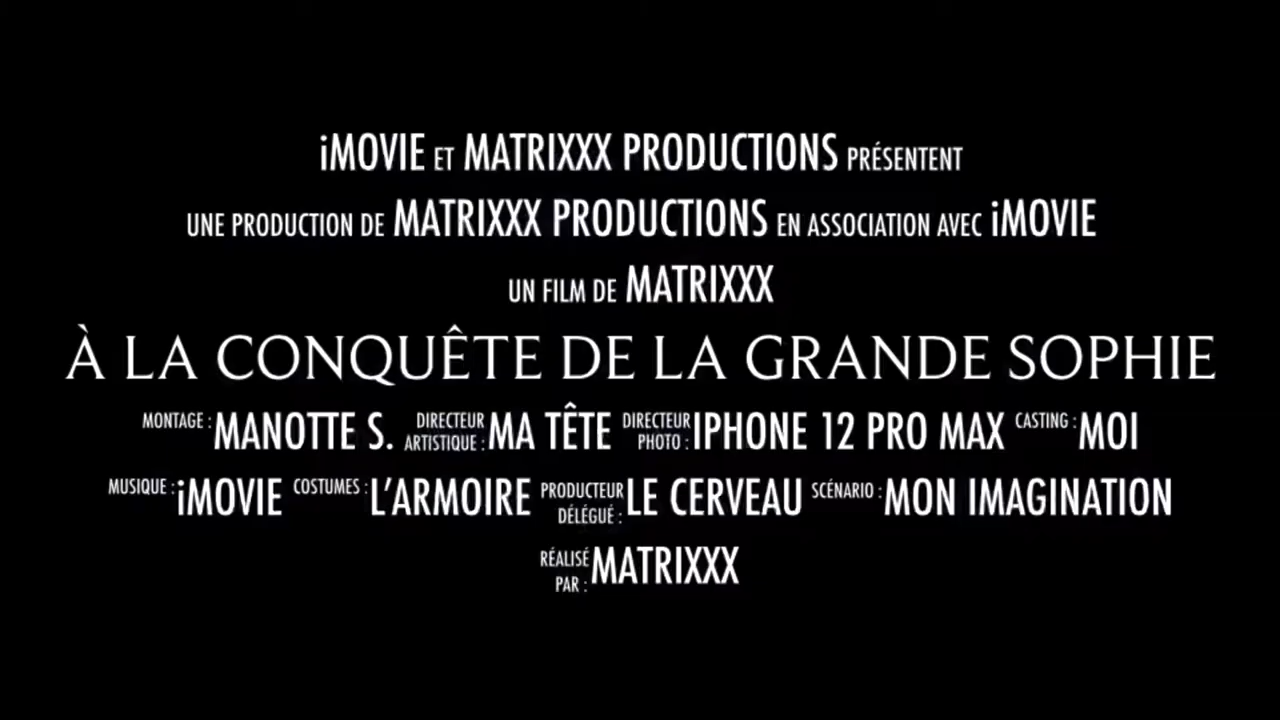 iMOVIE ET MATRIXXX PRODUCTIONS PRÉSENTENT
UNE PRODUCTION DE MATRIXXX PRODUCTIONS EN ASSOCIATION AVEC iMOVIE
UN FILM DE MATRIXXX
À LA CONQUÊTE DE LA GRANDE SOPHIE
MONTAGE : MANOTTE S. DIRECTEUR ARTISTIQUE : MA TÊTE DIRECTEUR PHOTO : IPHONE 12 PRO MAX CASTING : MOI
MUSIQUE : iMOVIE COSTUMES : L'ARMOIRE PRODUCTEUR DÉLÉGUÉ : LE CERVEAU SCÉNARIO : MON IMAGINATION
RÉALISÉ PAR : MATRIXXX